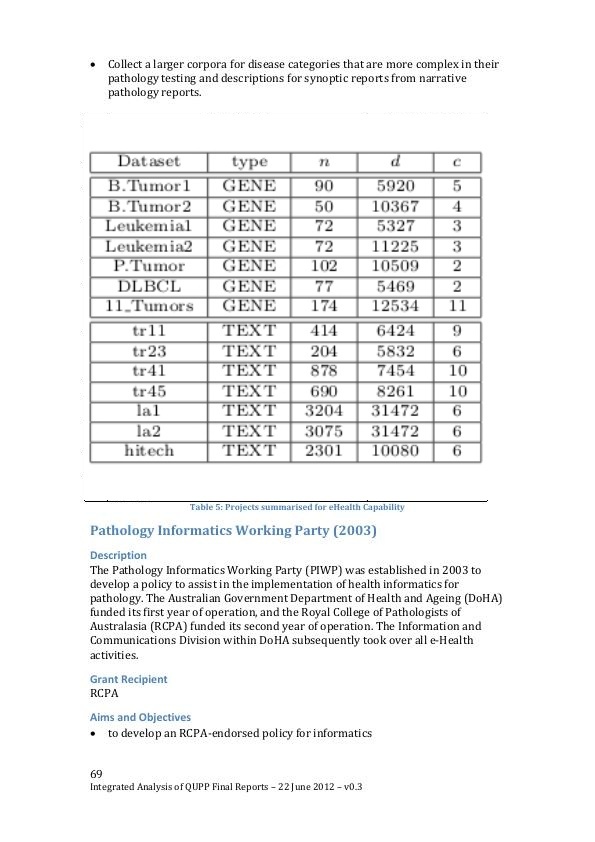 • Collect a larger corpora for disease categories that are more complex in their
pathology testing and descriptions for synoptic reports from narrative
pathology reports.
Dataset type n d c
B.Tumor1 GENE 90 5920 5
B.Tumor2 GENE 50 10367 4
Leukemia1 GENE 72 5327 3
Leukemia2 GENE 72 11225 3
P.Tumor GENE 102 10509 2
DLBCL GENE 77 5469 2
11_Tumors GENE 174 12534 11
tr11 TEXT 414 6424 9
tr23 TEXT 204 5832 6
tr41 TEXT 878 7454 10
tr45 TEXT 690 8261 10
la1 TEXT 3204 31472 6
la2 TEXT 3075 31472 6
hitech TEXT 2301 10080 6
Table 5: Projects summarised for eHealth Capability
Pathology Informatics Working Party (2003)
Description
The Pathology Informatics Working Party (PIWP) was established in 2003 to
develop a policy to assist in the implementation of health informatics for
pathology. The Australian Government Department of Health and Ageing (DoHA)
funded its first year of operation, and the Royal College of Pathologists of
Australasia (RCPA) funded its second year of operation. The Information and
Communications Division within DoHA subsequently took over all e-Health
activities.
Grant Recipient
RCPA
Aims and Objectives
• to develop an RCPA-endorsed policy for informatics
69
Integrated Analysis of QUPP Final Reports – 22 June 2012 – v0.3